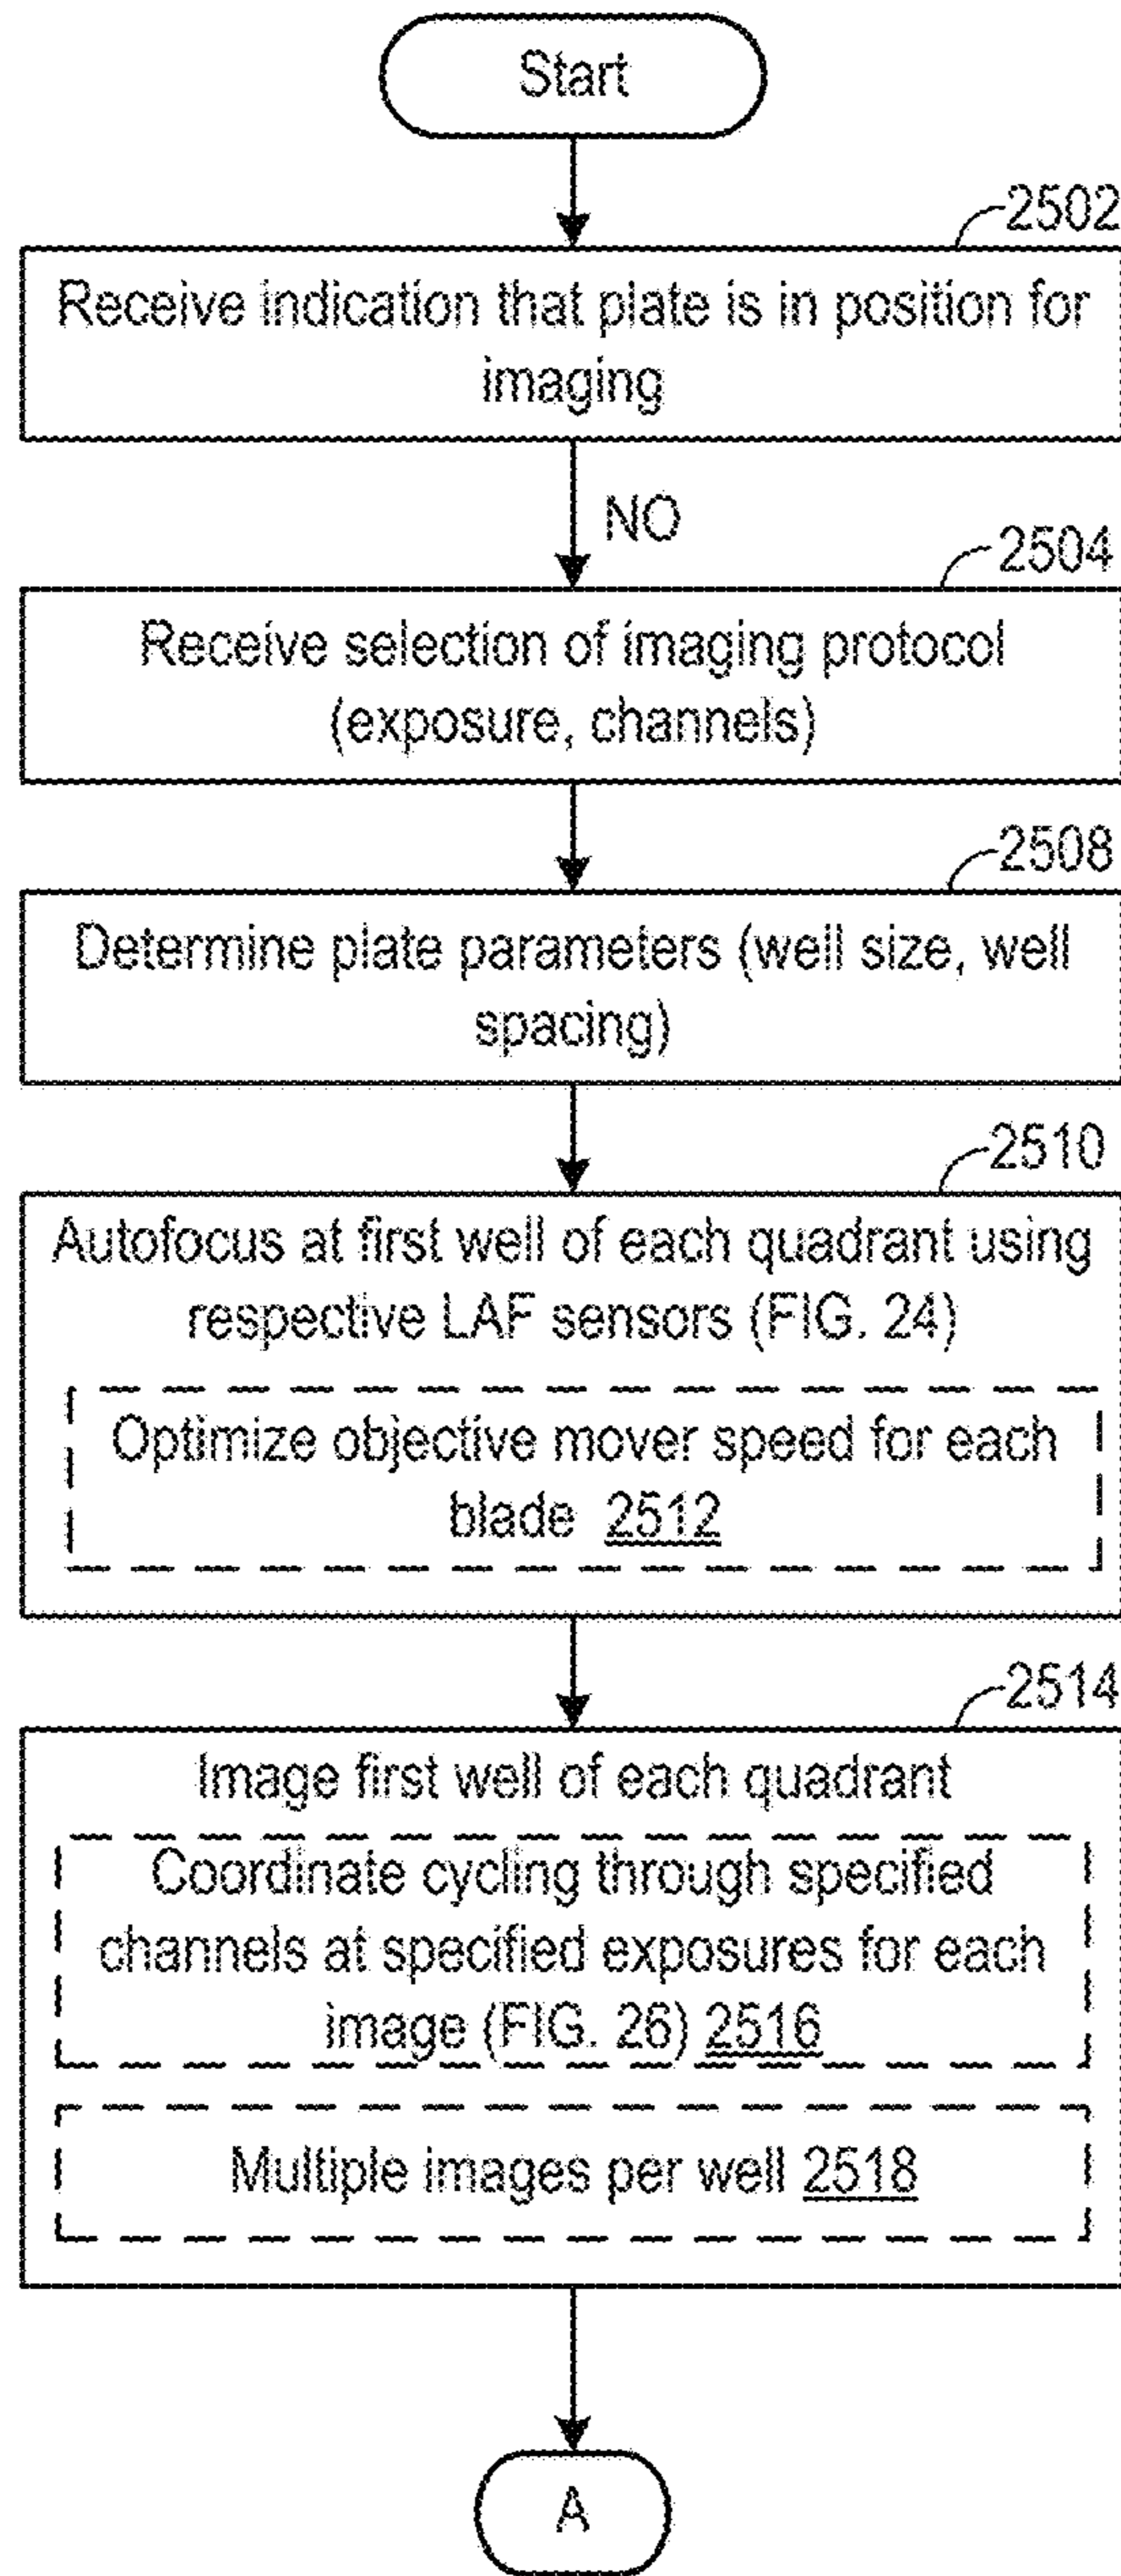 Start
2502
Receive indication that plate is in position for
imaging
NO
2504
Receive selection of imaging protocol
(exposure, channels)
2508
Determine plate parameters (well size, well
spacing)
2510
Autofocus at first well of each quadrant using
respective LAF sensors (FIG. 24)
Optimize objective mover speed for each
blade 2512
2514
Image first well of each quadrant
Coordinate cycling through specified
channels at specified exposures for each
image (FIG. 26) 2516
Multiple images per well 2518
A